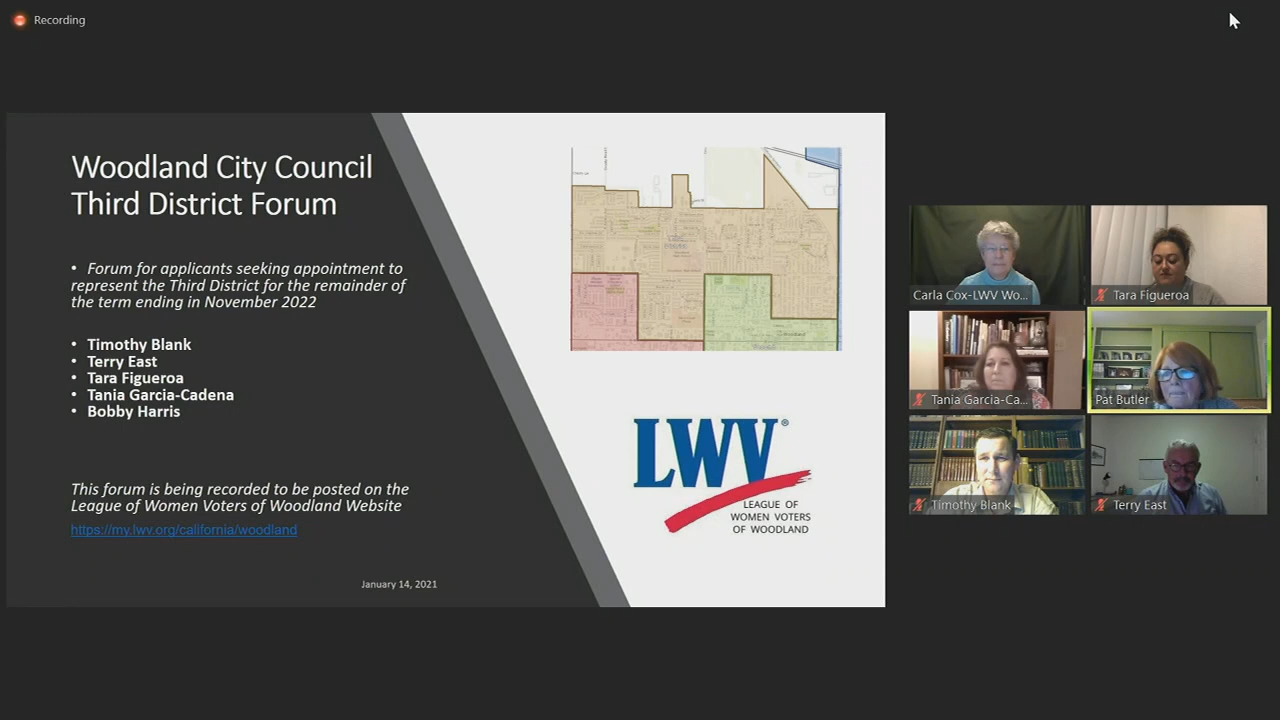 Recording
Woodland City Council
Third District Forum
• Forum for applicants seeking appointment to
represent the Third District for the remainder of
the term ending in November 2022
• Timothy Blank
• Terry East
• Tara Figueroa
• Tania Garcia-Cadena
• Bobby Harris
This forum is being recorded to be posted on the
League of Women Voters of Woodland Website
https://my.lwv.org/california/woodland
January 14, 2021
LWV®
LEAGUE OF
WOMEN VOTERS
OF WOODLAND
Carla Cox-LWV Wo...
Tara Figueroa
Tania Garcia-Ca...
Pat Butler
Timothy Blank
Terry East